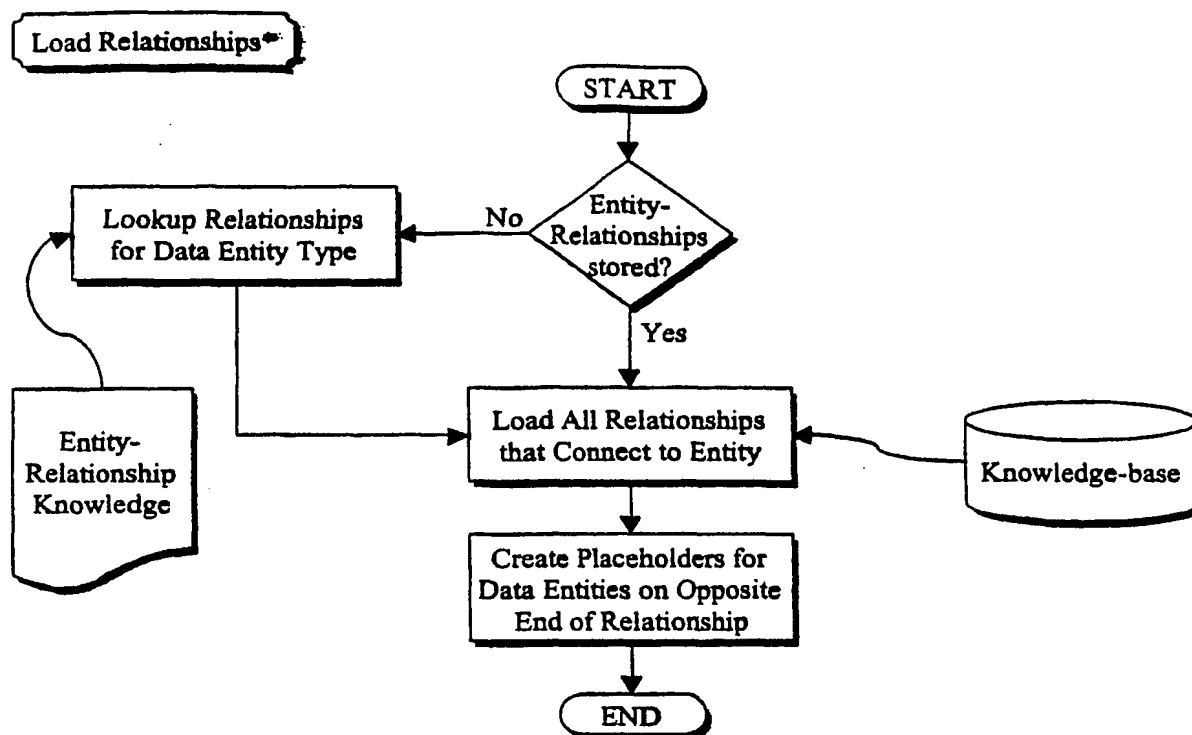 Load Relationships
START
Entity-
Relationships
stored?
No
Yes
Lookup Relationships
for Data Entity Type
Entity-
Relationship
Knowledge
Load All Relationships
that Connect to Entity
Knowledge-base
Create Placeholders for
Data Entities on Opposite
End of Relationship
END